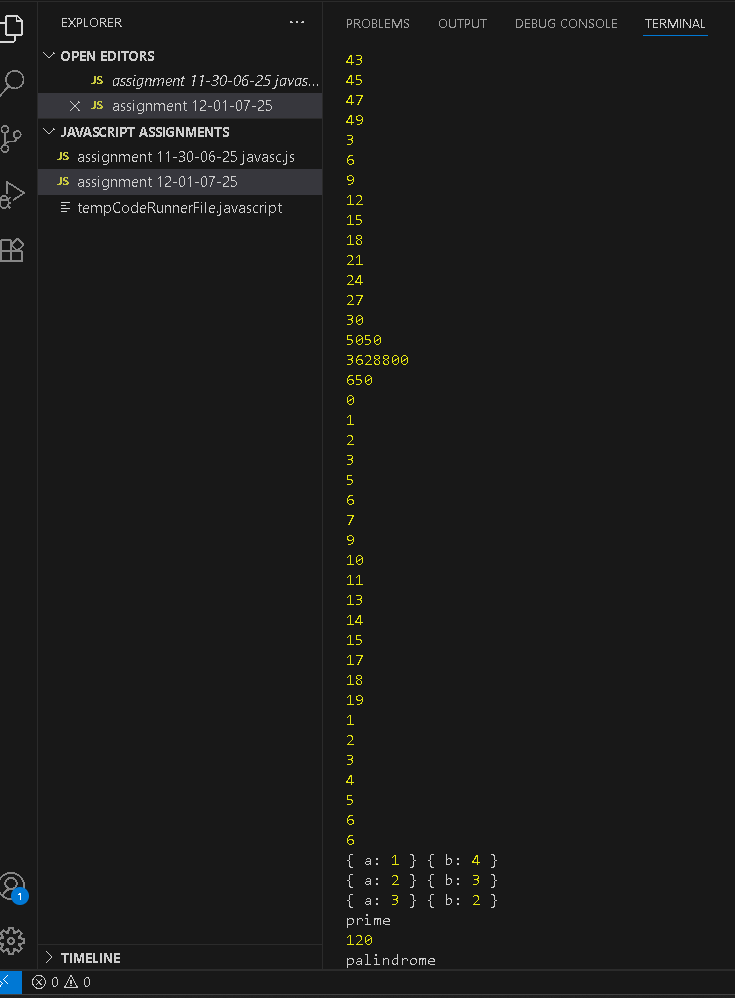 EXPLORER
...
OPEN EDITORS
JS assignment 11-30-06-25 javas...
JS assignment 12-01-07-25
JAVASCRIPT ASSIGNMENTS
JS assignment 11-30-06-25 javasc.js
JS assignment 12-01-07-25
tempCodeRunnerFile.javascript
TIMELINE
1
0 0
PROBLEMS OUTPUT DEBUG CONSOLE TERMINAL
43
45
47
49
3
6
9
12
15
18
21
24
27
30
5050
3628800
650
0
1
2
3
5
6
7
9
10
11
13
14
15
17
18
19
1
2
3
4
5
6
6
{ a: 1 } { b: 4 }
{ a: 2 } { b: 3 }
{ a: 3 } { b: 2 }
prime
120
palindrome